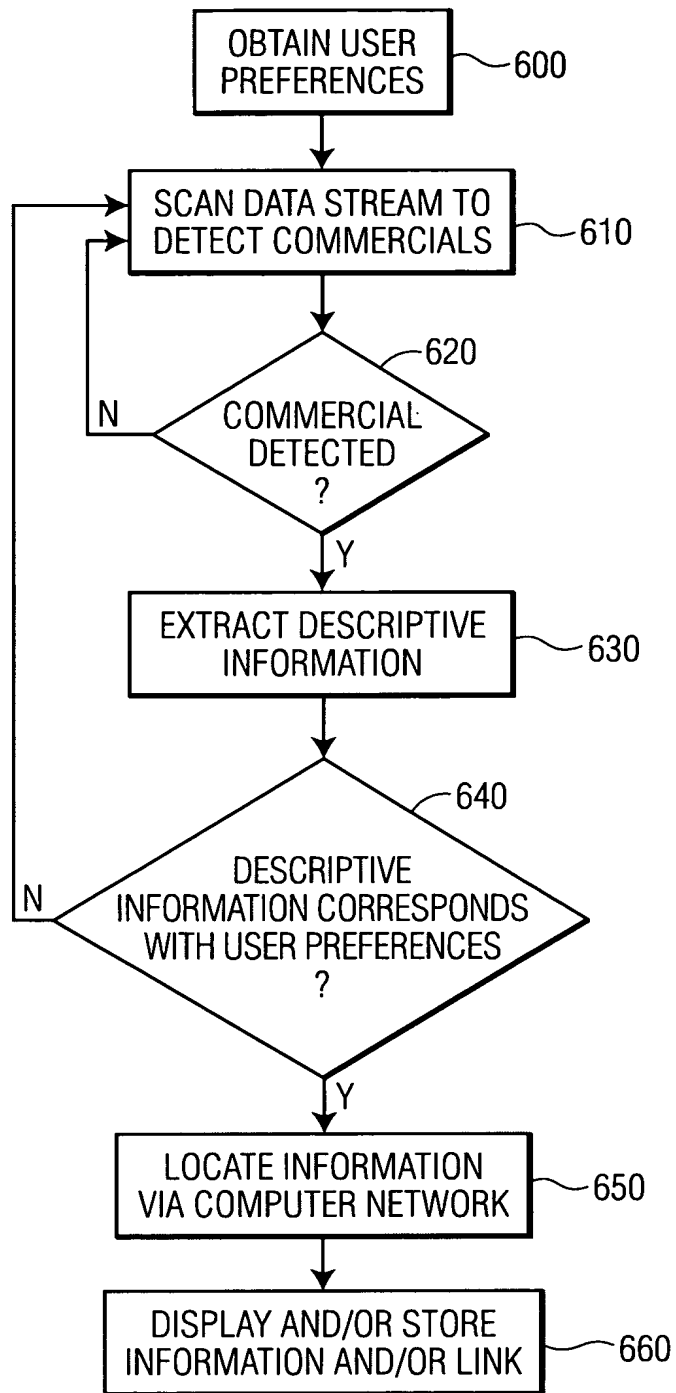 OBTAIN USER
PREFERENCES
600
SCAN DATA STREAM TO
DETECT COMMERCIALS
610
620
COMMERCIAL
DETECTED
?
N
Y
EXTRACT DESCRIPTIVE
INFORMATION
630
640
DESCRIPTIVE
INFORMATION CORRESPONDS
WITH USER PREFERENCES
?
N
Y
LOCATE INFORMATION
VIA COMPUTER NETWORK
650
DISPLAY AND/OR STORE
INFORMATION AND/OR LINK
660